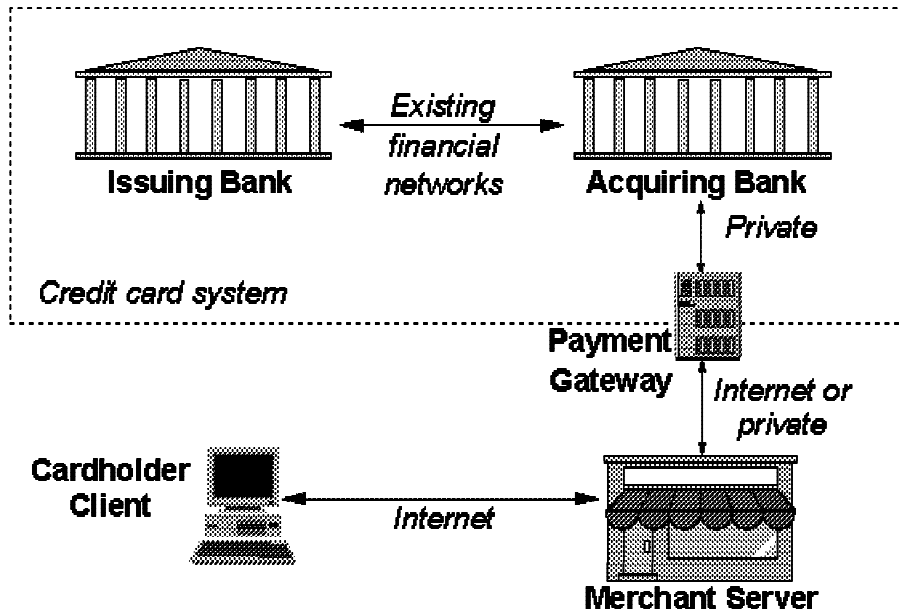 Existing
financial
networks
Issuing Bank
Acquiring Bank
Private
Credit card system
Payment
Gateway
Internet or
private
Cardholder
Client
Internet
Merchant Server